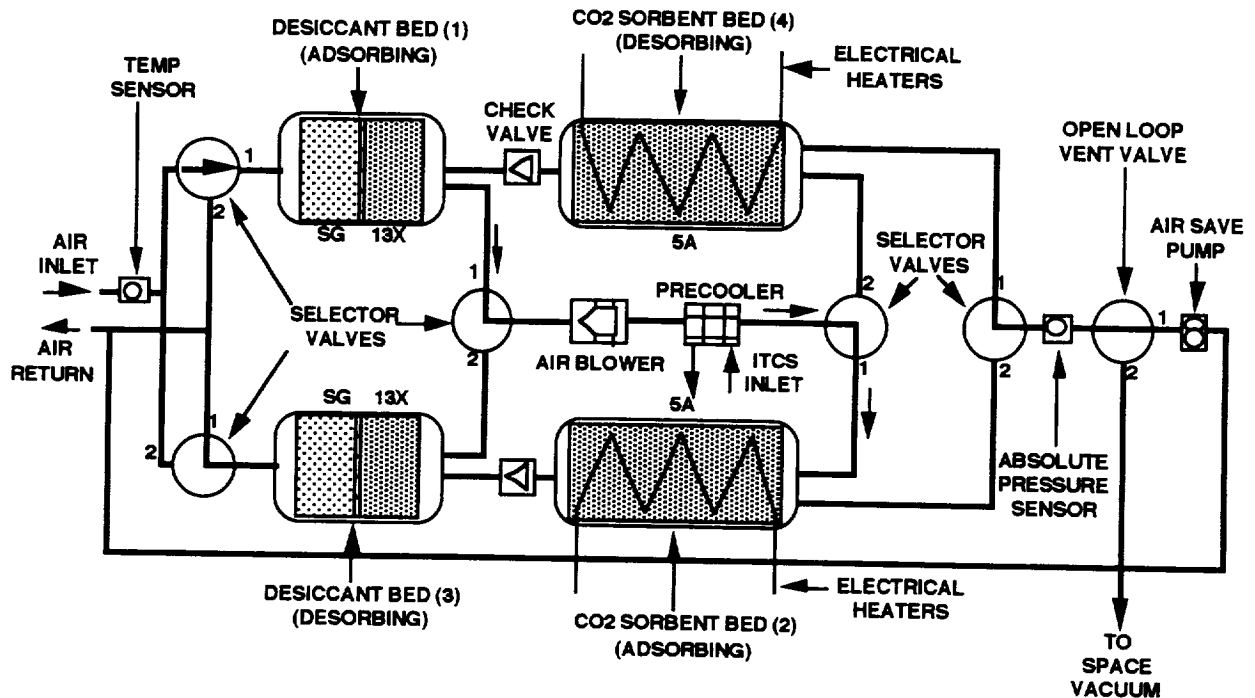 DESICCANT BED (1)
(ADSORBING)
CO2 SORBENT BED (4)
(DESORBING)
ELECTRICAL
HEATERS
TEMP
SENSOR
CHECK
VALVE
OPEN LOOP
VENT VALVE
1
2
SG
13X
5A
AIR
INLET
SELECTOR
VALVES
1
2
AIR BLOWER
PRECOOLER
ITCS
INLET
2
1
SELECTOR
VALVES
1
2
1
2
AIR SAVE
PUMP
AIR
RETURN
1
2
SG
13X
5A
ABSOLUTE
PRESSURE
SENSOR
DESICCANT BED (3)
(DESORBING)
CO2 SORBENT BED (2)
(ADSORBING)
ELECTRICAL
HEATERS
TO
SPACE
VACUUM